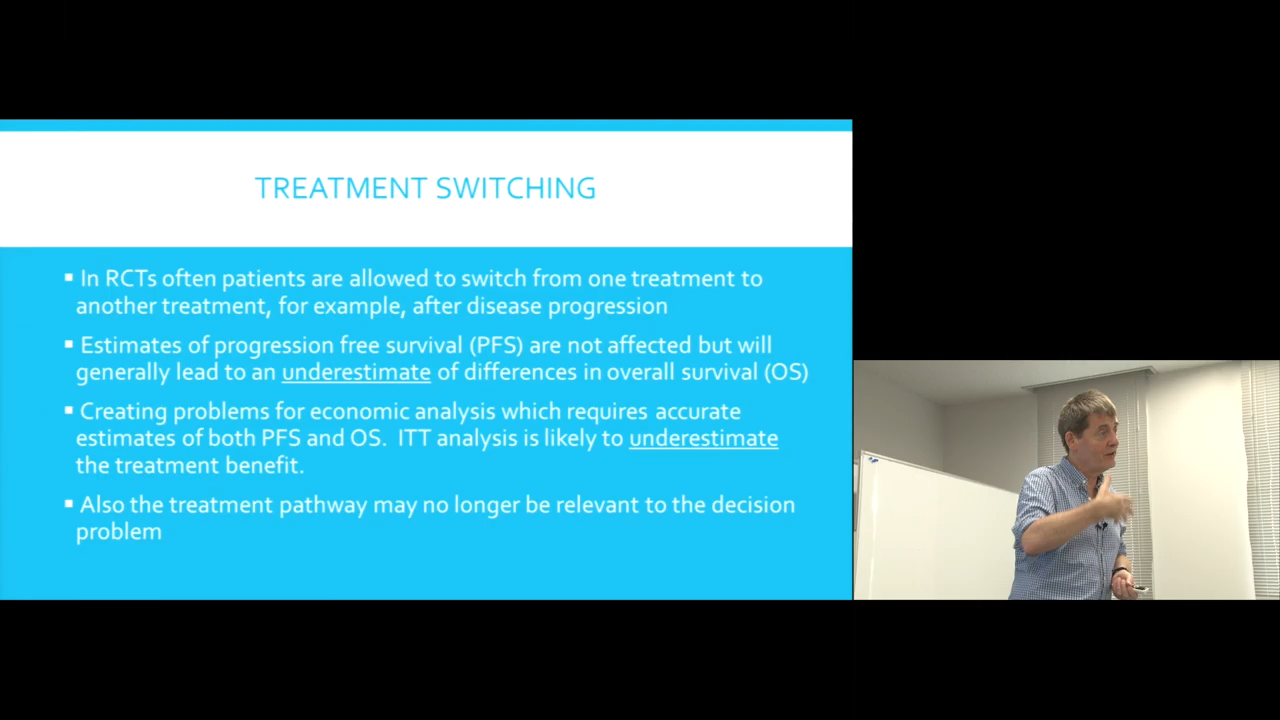 TREATMENT SWITCHING
▪ In RCTs often patients are allowed to switch from one treatment to
another treatment, for example, after disease progression
▪ Estimates of progression free survival (PFS) are not affected but will
generally lead to an underestimate of differences in overall survival (OS)
▪ Creating problems for economic analysis which requires accurate
estimates of both PFS and OS. ITT analysis is likely to underestimate
the treatment benefit.
▪ Also the treatment pathway may no longer be relevant to the decision
problem